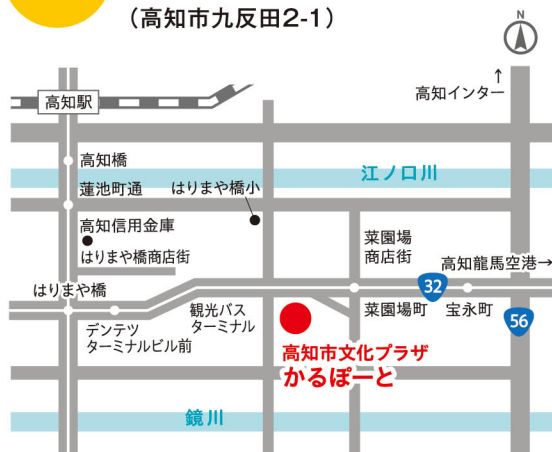 （高知市九反田2-1）
N
↑
高知インター
高知駅
高知橋
江ノ口川
蓮池町通
はりまや橋小
高知信用金庫
はりまや橋商店街
菜園場
商店街
高知龍馬空港→
はりまや橋
32
デンテツ
ターミナルビル前
観光バス
ターミナル
菜園場町
宝永町
56
高知市文化プラザ
かるぽーと
鏡川